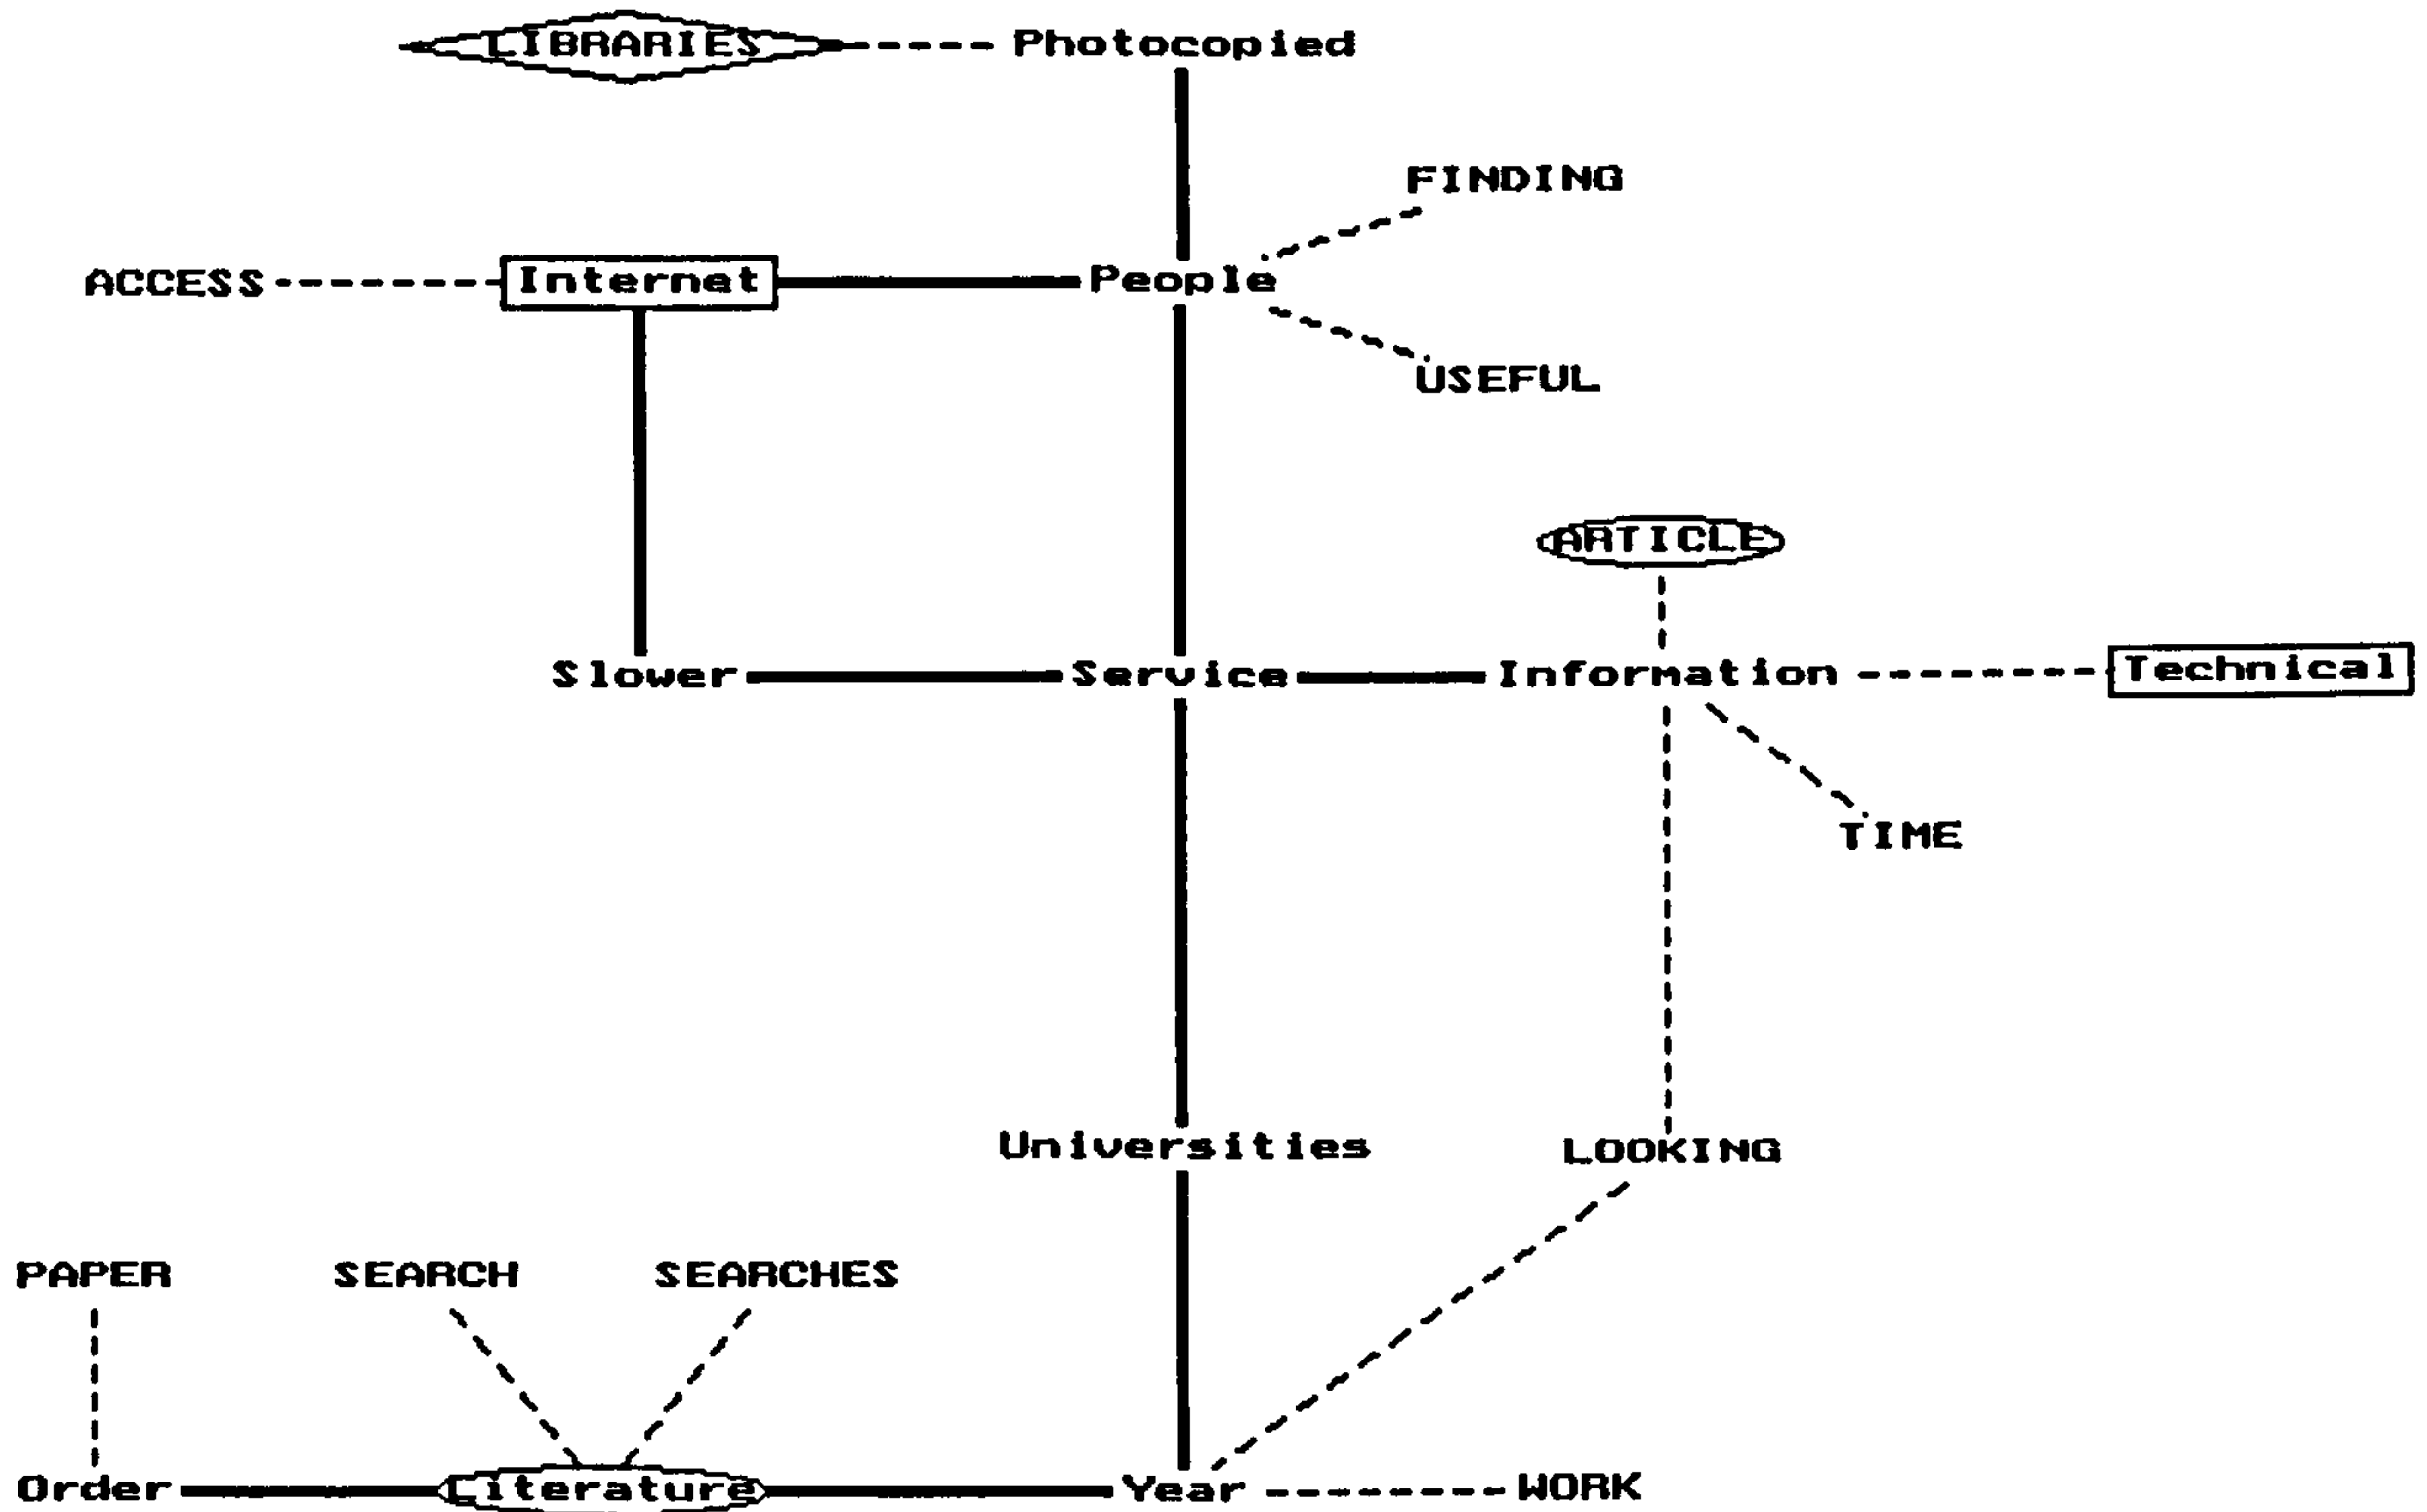 LIBRARIES Photocopied
FINDING
ACCESS Internet People
USEFUL
ARTICLE
Slower Service Information Technical
TIME
Universities LOOKING
PAPER SEARCH SEARCHES
Order Literature Year WORK